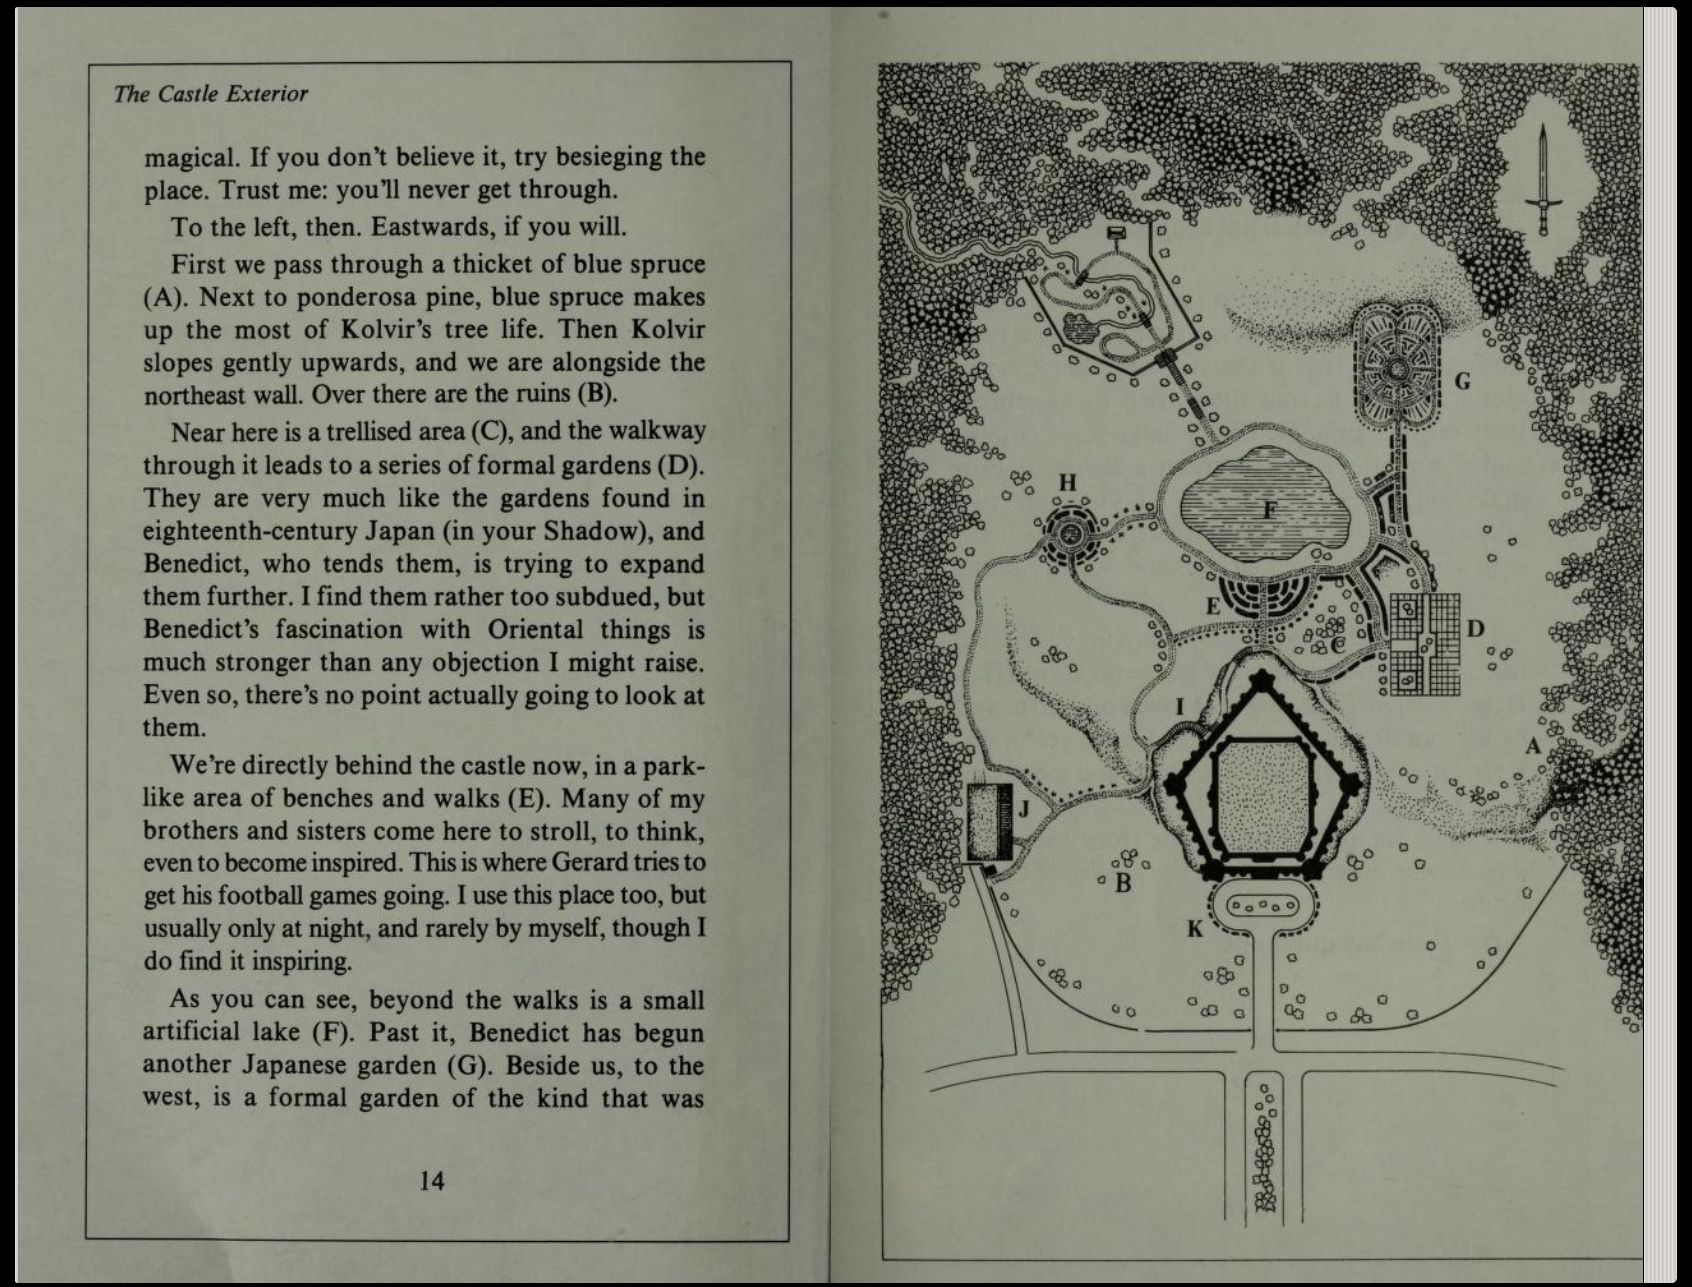 The Castle Exterior
magical. If you don't believe it, try besieging the
place. Trust me: you'll never get through.
To the left, then. Eastwards, if you will.
First we pass through a thicket of blue spruce
(A). Next to ponderosa pine, blue spruce makes
up the most of Kolvir's tree life. Then Kolvir
slopes gently upwards, and we are alongside the
northeast wall. Over there are the ruins (B).
Near here is a trellised area (C), and the walkway
through it leads to a series of formal gardens (D).
They are very much like the gardens found in
eighteenth-century Japan (in your Shadow), and
Benedict, who tends them, is trying to expand
them further. I find them rather too subdued, but
Benedict's fascination with Oriental things is
much stronger than any objection I might raise.
Even so, there's no point actually going to look at
them.
We're directly behind the castle now, in a park-
like area of benches and walks (E). Many of my
brothers and sisters come here to stroll, to think,
even to become inspired. This is where Gerard tries to
get his football games going. I use this place too, but
usually only at night, and rarely by myself, though I
do find it inspiring.
As you can see, beyond the walks is a small
artificial lake (F). Past it, Benedict has begun
another Japanese garden (G). Beside us, to the
west, is a formal garden of the kind that was
14
G
H
F
E
D
C
I
A
J
B
K